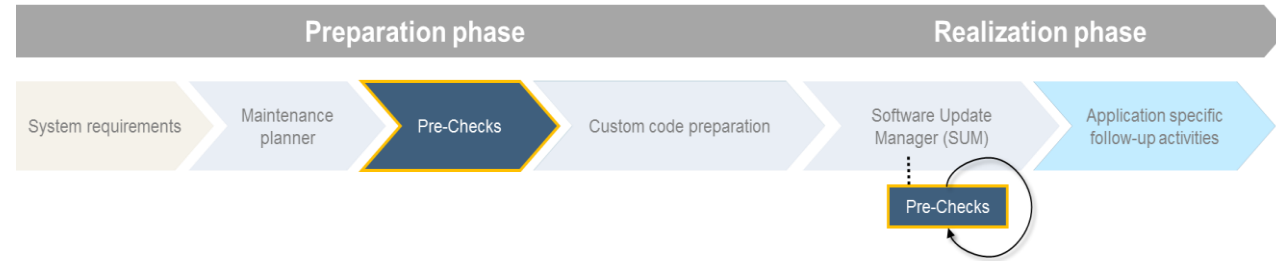 Preparation phase
Realization phase
System requirements
Maintenance
planner
Pre-Checks
Custom code preparation
Software Update
Manager (SUM)
Application specific
follow-up activities
Pre-Checks